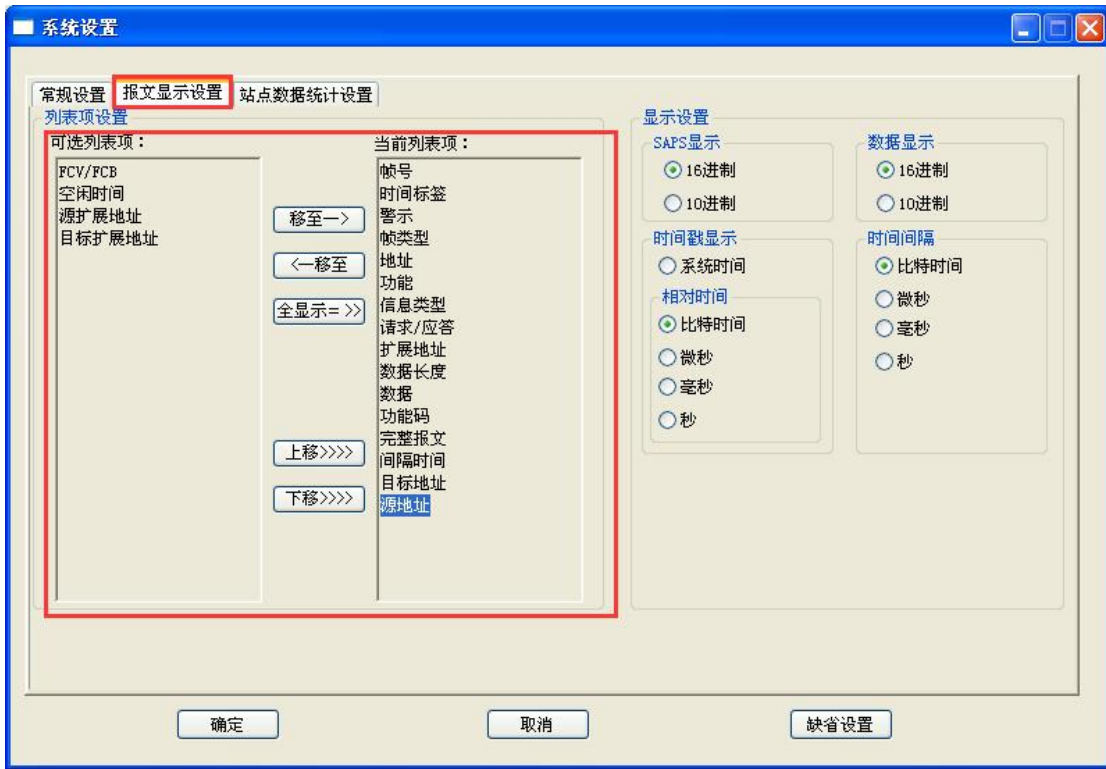 系统设置
常规设置
报文显示设置
站点数据统计设置
列表项设置
可选列表项：
FCV/FCB
空闲时间
源扩展地址
目标扩展地址
移至—>
<—移至
全显示= >>
上移>>>>
下移>>>>
当前列表项：
帧号
时间标签
警示
帧类型
地址
功能
信息类型
请求/应答
扩展地址
数据长度
数据
功能码
完整报文
间隔时间
目标地址
源地址
显示设置
SAPS显示
16进制
10进制
数据显示
16进制
10进制
时间戳显示
系统时间
相对时间
比特时间
微秒
毫秒
秒
时间间隔
比特时间
微秒
毫秒
秒
确定
取消
缺省设置